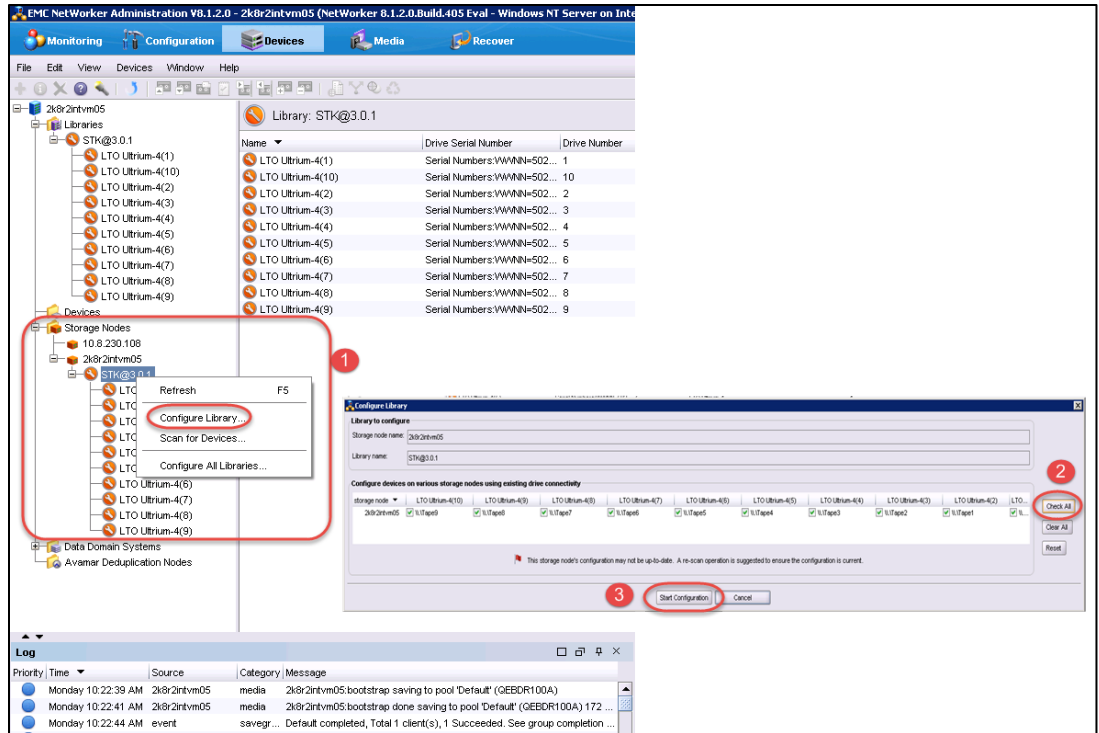 EMC NetWorker Administration V8.1.2.0 - 2k8r2intvm05 (NetWorker 8.1.2.0.Build.405 Eval - Windows NT Server on Inte
Monitoring Configuration Devices Media Recover
File Edit View Devices Window Help
2k8r2intvm05
Libraries
STK@3.0.1
LTO Ultrium-4(1)
LTO Ultrium-4(10)
LTO Ultrium-4(2)
LTO Ultrium-4(3)
LTO Ultrium-4(4)
LTO Ultrium-4(5)
LTO Ultrium-4(6)
LTO Ultrium-4(7)
LTO Ultrium-4(8)
LTO Ultrium-4(9)
Devices
Storage Nodes
10.8.230.108
2k8r2intvm05
STK@3.0.1
LTO
LTO
LTO
LTO
LTO
LTO
LTO Ultrium-4(6)
LTO Ultrium-4(7)
LTO Ultrium-4(8)
LTO Ultrium-4(9)
Data Domain Systems
Avamar Deduplication Nodes
Library: STK@3.0.1
Name Drive Serial Number Drive Number
LTO Ultrium-4(1) Serial Numbers:WWNN=502... 1
LTO Ultrium-4(10) Serial Numbers:WWNN=502... 10
LTO Ultrium-4(2) Serial Numbers:WWNN=502... 2
LTO Ultrium-4(3) Serial Numbers:WWNN=502... 3
LTO Ultrium-4(4) Serial Numbers:WWNN=502... 4
LTO Ultrium-4(5) Serial Numbers:WWNN=502... 5
LTO Ultrium-4(6) Serial Numbers:WWNN=502... 6
LTO Ultrium-4(7) Serial Numbers:WWNN=502... 7
LTO Ultrium-4(8) Serial Numbers:WWNN=502... 8
LTO Ultrium-4(9) Serial Numbers:WWNN=502... 9
1
Refresh F5
Configure Library...
Scan for Devices...
Configure All Libraries...
Configure Library
Library to configure
Storage node name: 2k8r2intvm05
Library name: STK@3.0.1
2
Configure devices on various storage nodes using existing drive connectivity
storage node LTO Ultrium-4(10) LTO Ultrium-4(9) LTO Ultrium-4(8) LTO Ultrium-4(7) LTO Ultrium-4(6) LTO Ultrium-4(5) LTO Ultrium-4(4) LTO Ultrium-4(3) LTO Ultrium-4(2) LTO...
2k8r2intvm05 \\.\Tape9 \\.\Tape8 \\.\Tape7 \\.\Tape6 \\.\Tape5 \\.\Tape4 \\.\Tape3 \\.\Tape2 \\.\Tape1 \\...
Check All
Clear All
Reset
This storage node's configuration may not be up-to-date. A re-scan operation is suggested to ensure the configuration is current.
3
Start Configuration Cancel
Log
Priority Time Source Category Message
Monday 10:22:39 AM 2k8r2intvm05 media 2k8r2intvm05:bootstrap saving to pool 'Default' (QEBDR100A)
Monday 10:22:41 AM 2k8r2intvm05 media 2k8r2intvm05:bootstrap done saving to pool 'Default' (QEBDR100A) 172 ...
Monday 10:22:44 AM event savegr... Default completed, Total 1 client(s), 1 Succeeded. See group completion ...